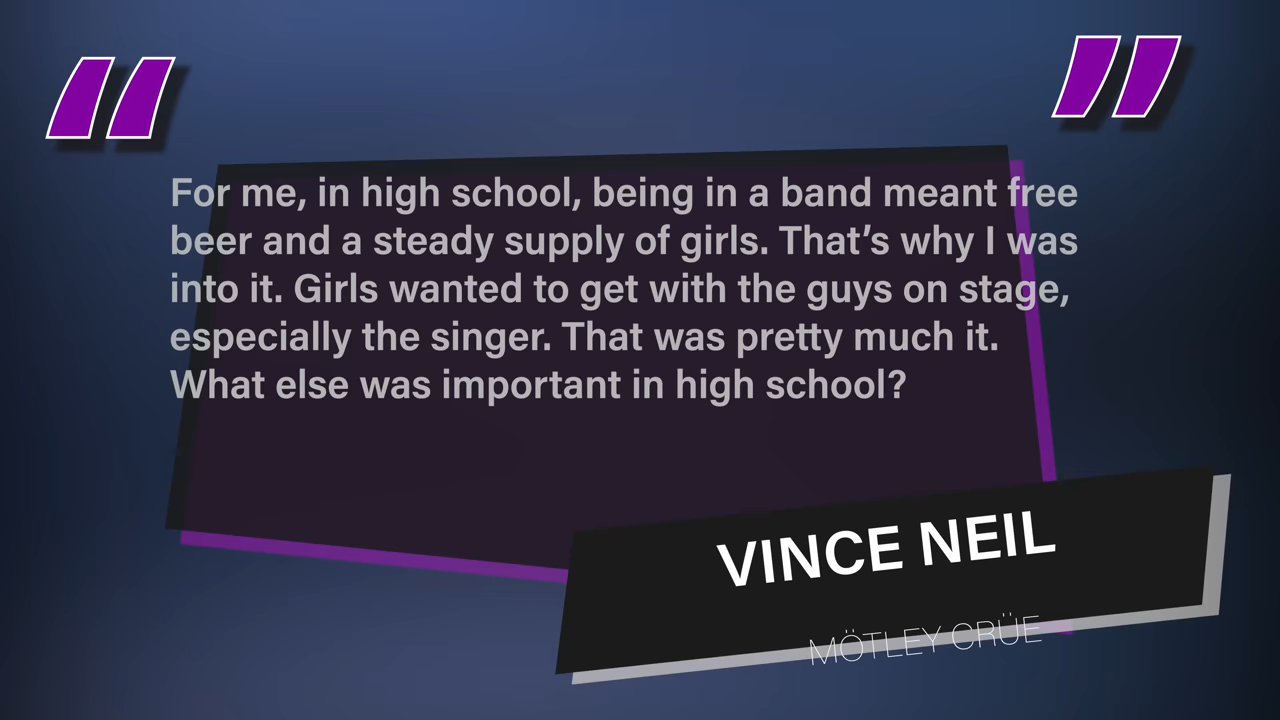 For me, in high school, being in a band meant free
beer and a steady supply of girls. That’s why I was
into it. Girls wanted to get with the guys on stage,
especially the singer. That was pretty much it.
What else was important in high school?
VINCE NEIL
MÖTLEY CRÜE